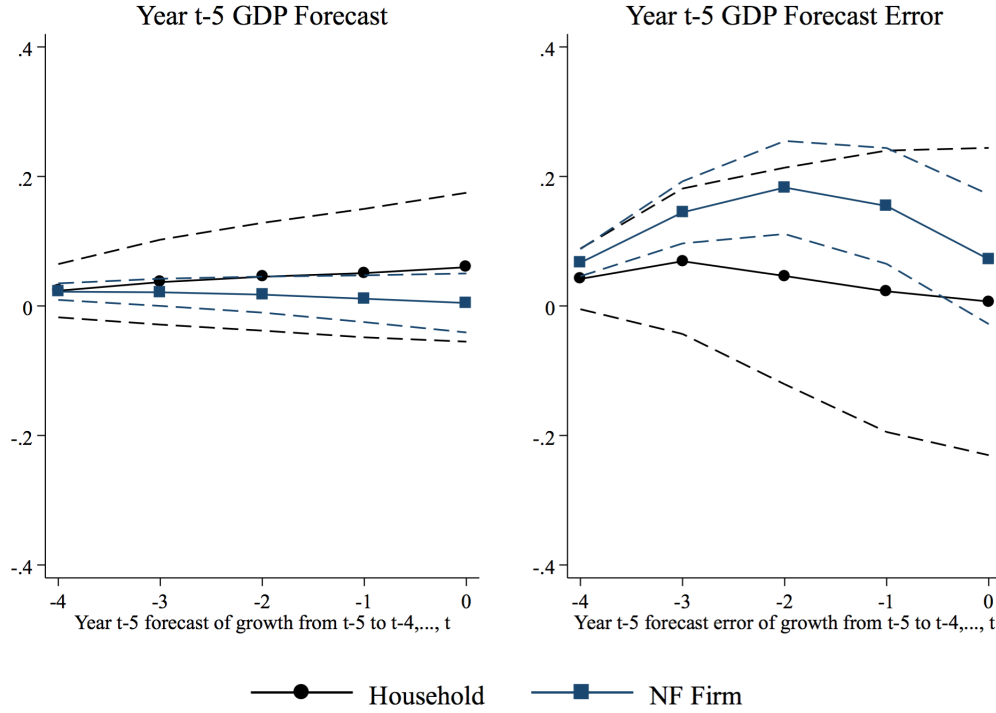 Year t-5 GDP Forecast
.4
.2
0
-.2
-.4
-4 -3 -2 -1 0
Year t-5 forecast of growth from t-5 to t-4,..., t
Year t-5 GDP Forecast Error
.4
.2
0
-.2
-.4
-4 -3 -2 -1 0
Year t-5 forecast error of growth from t-5 to t-4,..., t
Household NF Firm